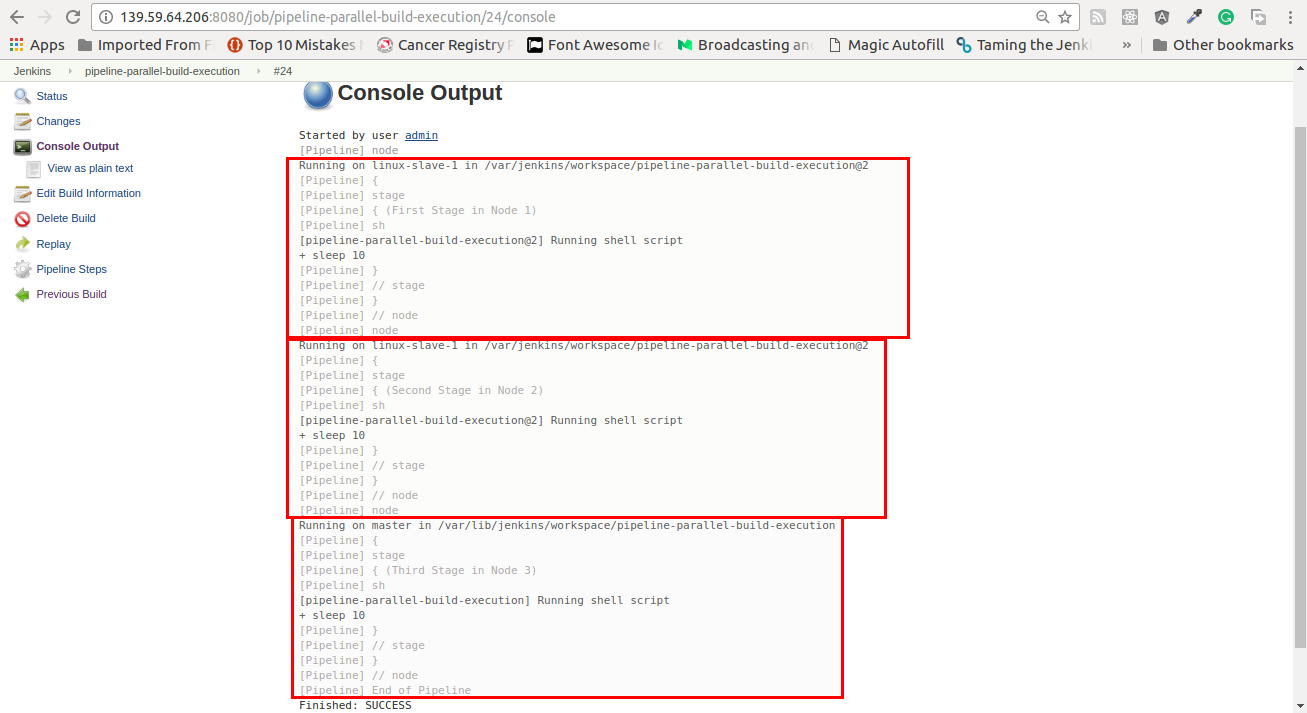 139.59.64.206:8080/job/pipeline-parallel-build-execution/24/console
Apps Imported From F Top 10 Mistakes Cancer Registry Font Awesome Broadcasting an Magic Autofill Taming the Jenk » Other bookmarks
Jenkins pipeline-parallel-build-execution #24
Status
Changes
Console Output
View as plain text
Edit Build Information
Delete Build
Replay
Pipeline Steps
Previous Build
Console Output
Started by user admin
[Pipeline] node
Running on linux-slave-1 in /var/jenkins/workspace/pipeline-parallel-build-execution@2
[Pipeline] {
[Pipeline] stage
[Pipeline] { (First Stage in Node 1)
[Pipeline] sh
[pipeline-parallel-build-execution@2] Running shell script
+ sleep 10
[Pipeline] }
[Pipeline] // stage
[Pipeline] }
[Pipeline] // node
[Pipeline] node
Running on linux-slave-1 in /var/jenkins/workspace/pipeline-parallel-build-execution@2
[Pipeline] {
[Pipeline] stage
[Pipeline] { (Second Stage in Node 2)
[Pipeline] sh
[pipeline-parallel-build-execution@2] Running shell script
+ sleep 10
[Pipeline] }
[Pipeline] // stage
[Pipeline] }
[Pipeline] // node
[Pipeline] node
Running on master in /var/lib/jenkins/workspace/pipeline-parallel-build-execution
[Pipeline] {
[Pipeline] stage
[Pipeline] { (Third Stage in Node 3)
[Pipeline] sh
[pipeline-parallel-build-execution] Running shell script
+ sleep 10
[Pipeline] }
[Pipeline] // stage
[Pipeline] }
[Pipeline] // node
[Pipeline] End of Pipeline
Finished: SUCCESS